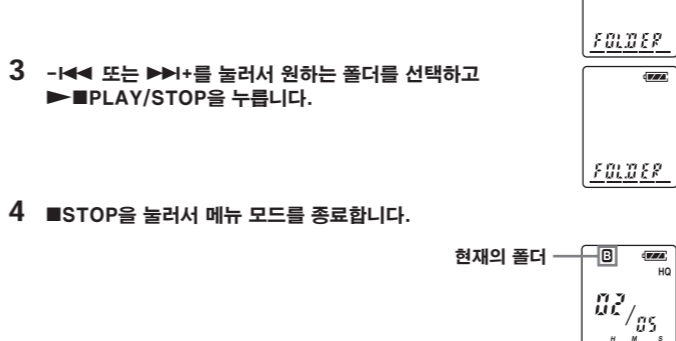 FOLDER
3 -I◀◀ 또는 ▶▶I+를 눌러서 원하는 폴더를 선택하고
▶■PLAY/STOP을 누릅니다.
FOLDER
4 ■STOP을 눌러서 메뉴 모드를 종료합니다.
현재의 폴더
B
HQ
02/05
H M S